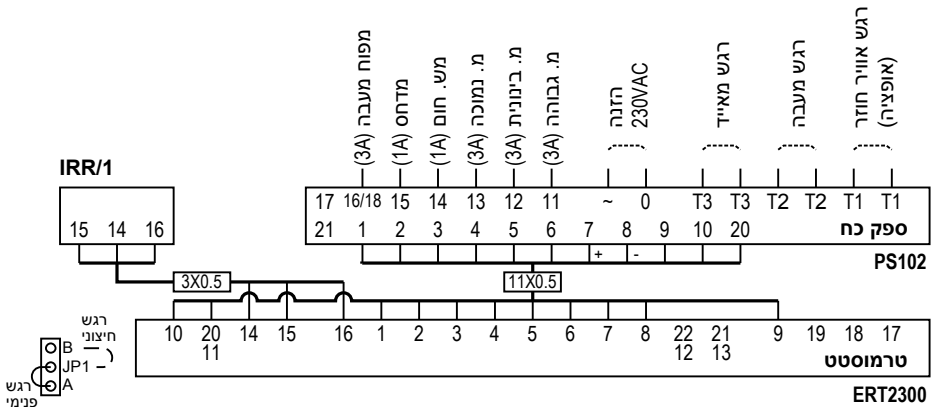 מפוח מעבה (3A)
מדחס (1A)
מש. חום (1A)
מ. נמוכה (3A)
מ. בינונית (3A)
מ. גבוהה (3A)
הזנה
230VAC
רגש מאייד
רגש מעבה
רגש אוויר חוזר
(אופציה)
IRR/1
15 14 16
17 16/18 15 14 13 12 11 ~ 0 T3 T3 T2 T2 T1 T1
21 1 2 3 4 5 6 7 8 9 10 20
ספק כח
+ -
PS102
3X0.5
11X0.5
10 20 14 15 16 1 2 3 4 5 6 7 8 22 21 9 19 18 17
11 12 13
טרמוסטט
ERT2300
רגש
חיצוני
B
JP1
A
רגש
פנימי